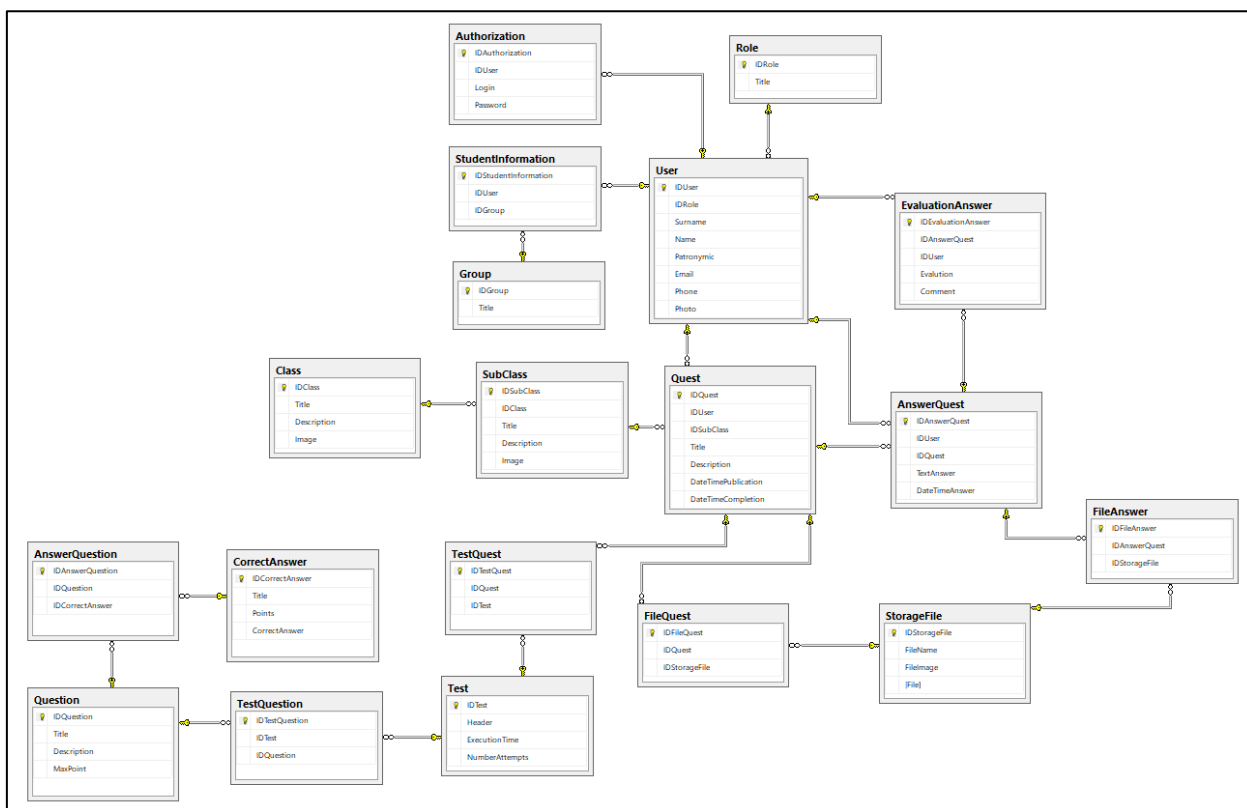 Authorization
IDAuthorization
IDUser
Login
Password
Role
IDRole
Title
StudentInformation
IDStudentInformation
IDUser
IDGroup
User
IDUser
IDRole
Surname
Name
Patronymic
Email
Phone
Photo
EvaluationAnswer
IDEvaluationAnswer
IDAnswerQuest
IDUser
Evalution
Comment
Group
IDGroup
Title
Class
IDClass
Title
Description
Image
SubClass
IDSubClass
IDClass
Title
Description
Image
Quest
IDQuest
IDUser
IDSubClass
Title
Description
DateTimePublication
DateTimeCompletion
AnswerQuest
IDAnswerQuest
IDUser
IDQuest
TextAnswer
DateTimeAnswer
FileAnswer
IDFileAnswer
IDAnswerQuest
IDStorageFile
AnswerQuestion
IDAnswerQuestion
IDQuestion
IDCorrectAnswer
CorrectAnswer
IDCorrectAnswer
Title
Points
CorrectAnswer
TestQuest
IDTestQuest
IDQuest
IDTest
FileQuest
IDFileQuest
IDQuest
IDStorageFile
StorageFile
IDStorageFile
FileName
FileImage
[File]
Question
IDQuestion
Title
Description
MaxPoint
TestQuestion
IDTestQuestion
IDTest
IDQuestion
Test
IDTest
Header
ExecutionTime
NumberAttempts